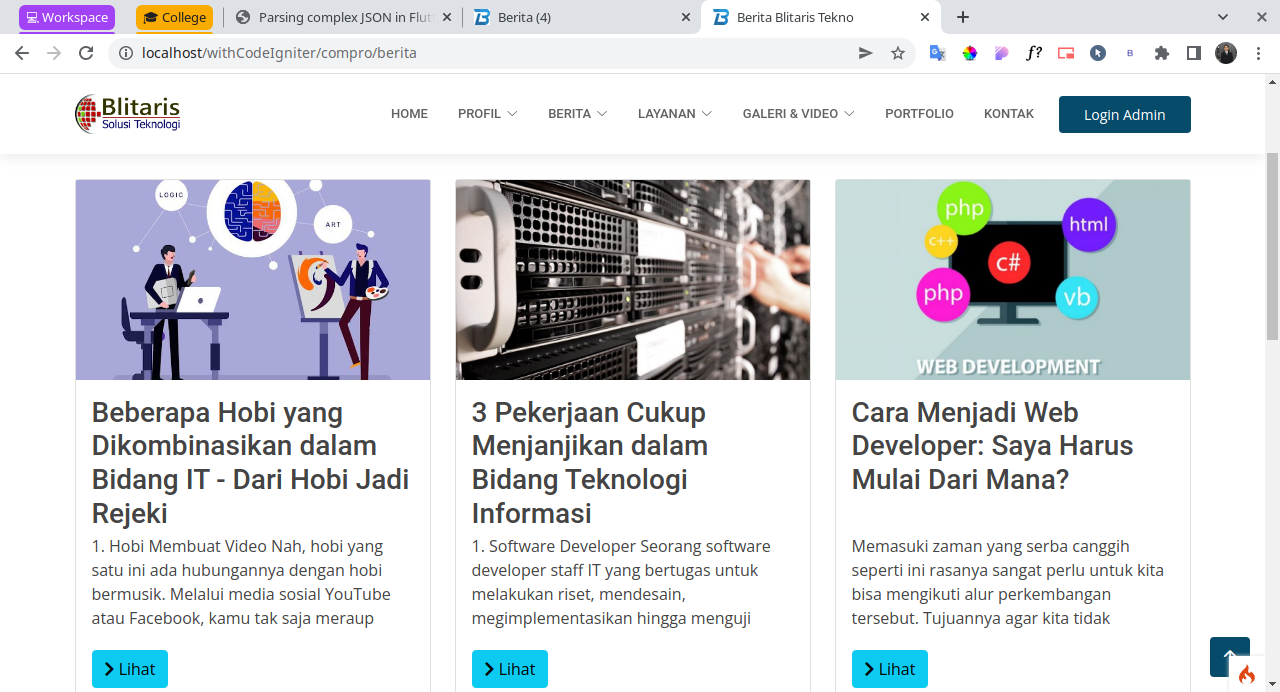 Workspace
College
Parsing complex JSON in Flut
Berita (4)
Berita Blitaris Tekno
localhost/withCodeIgniter/compro/berita
f?
B
Blitaris
Solusi Teknologi
HOME
PROFIL
BERITA
LAYANAN
GALERI & VIDEO
PORTFOLIO
KONTAK
Login Admin
LOGIC
ART
php
html
c++
c#
php
vb
WEB DEVELOPMENT
Beberapa Hobi yang
Dikombinasikan dalam
Bidang IT - Dari Hobi Jadi
Rejeki
1. Hobi Membuat Video Nah, hobi yang
satu ini ada hubungannya dengan hobi
bermusik. Melalui media sosial YouTube
atau Facebook, kamu tak saja meraup
Lihat
3 Pekerjaan Cukup
Menjanjikan dalam
Bidang Teknologi
Informasi
1. Software Developer Seorang software
developer staff IT yang bertugas untuk
melakukan riset, mendesain,
megimplementasikan hingga menguji
Lihat
Cara Menjadi Web
Developer: Saya Harus
Mulai Dari Mana?
Memasuki zaman yang serba canggih
seperti ini rasanya sangat perlu untuk kita
bisa mengikuti alur perkembangan
tersebut. Tujuannya agar kita tidak
Lihat